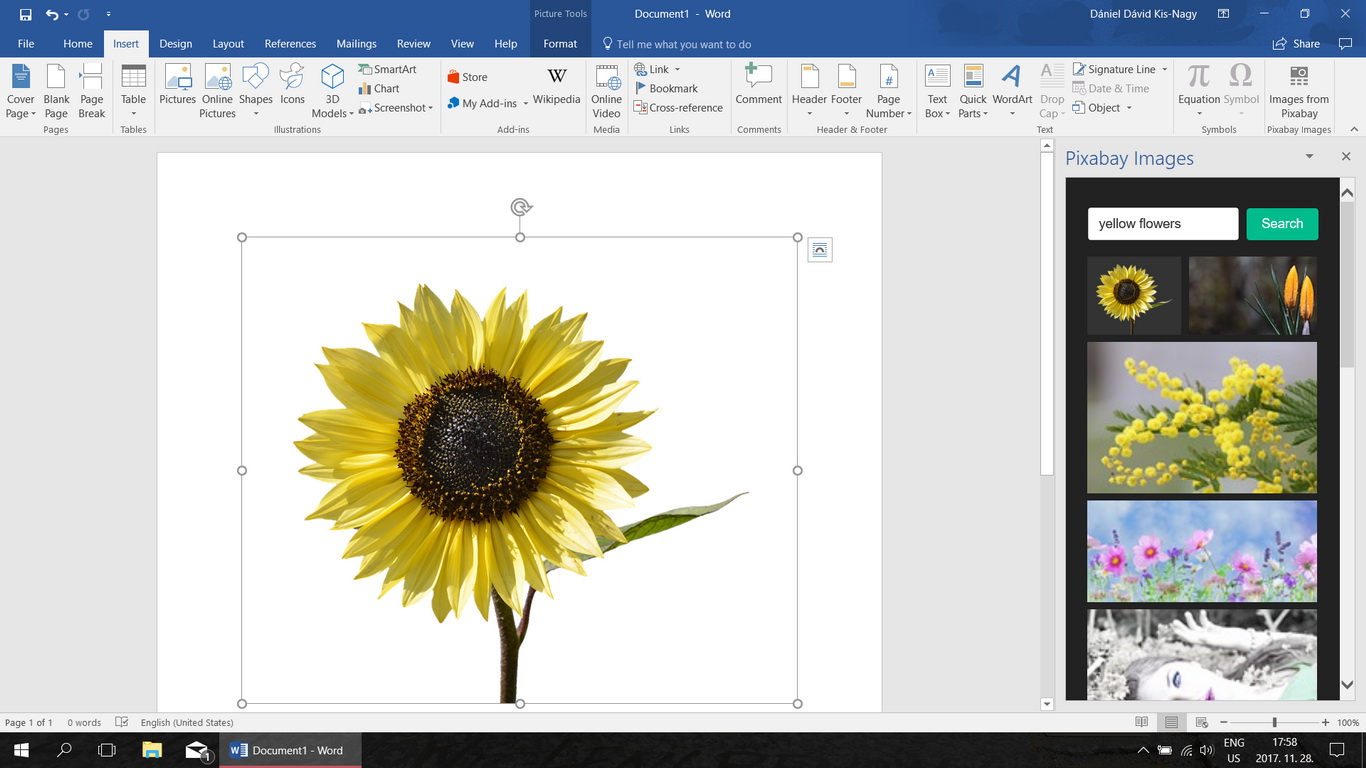 Picture Tools
Document1 - Word
Dániel Dávid Kis-Nagy
File Home Insert Design Layout References Mailings Review View Help Format Tell me what you want to do Share
Cover Page
Blank Page
Page Break
Pages
Table
Tables
Pictures
Online Pictures
Shapes
Icons
3D Models
SmartArt
Chart
Screenshot
Illustrations
Store
My Add-ins
Wikipedia
Add-ins
Online Video
Media
Link
Bookmark
Cross-reference
Links
Comment
Comments
Header
Footer
Page Number
Header & Footer
Text Box
Quick Parts
WordArt
Drop Cap
Signature Line
Date & Time
Object
Text
Equation
Symbol
Symbols
Images from Pixabay
Pixabay Images
Pixabay Images
yellow flowers
Search
Page 1 of 1 0 words English (United States) 100%
1
Document1 - Word
ENG
US
17:58
2017. 11. 28.